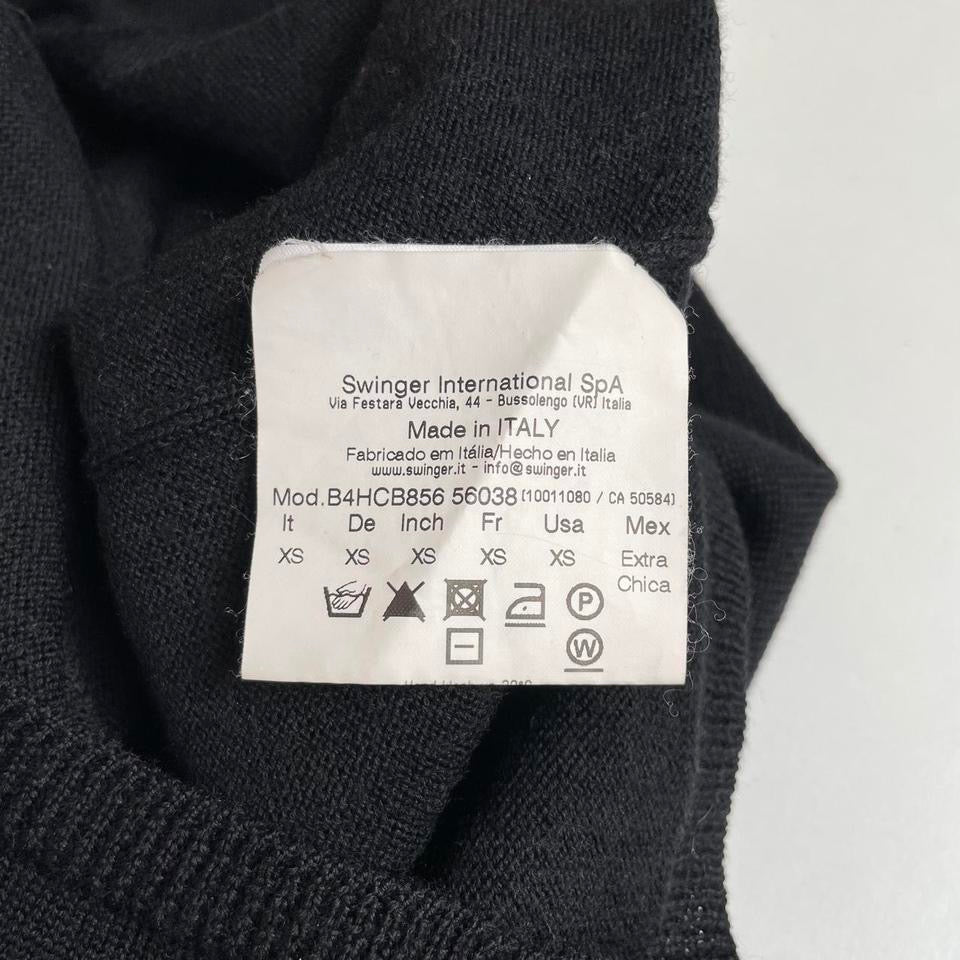 Swinger International SpA
Via Festara Vecchia, 44 - Bussolengo (VR) Italia
Made in ITALY
Fabricado em Itália/Hecho en Italia
www.swinger.it - info@swinger.it
Mod.B4HCB856 56038 (10011080 / CA 50584)
It De Inch Fr Usa Mex
XS XS XS XS XS Extra
Chica
P
W